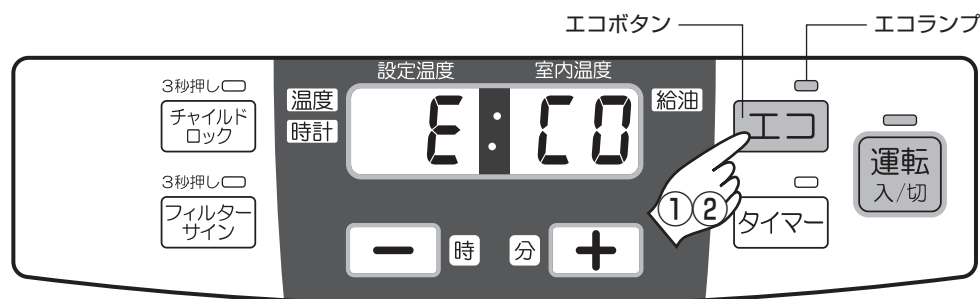 エコボタン
エコランプ
設定温度
室内温度
3秒押し
チャイルド
ロック
温度
時計
E:CO
給油
エコ
運転
入/切
3秒押し
フィルター
サイン
①②
タイマー
−
時
分
+